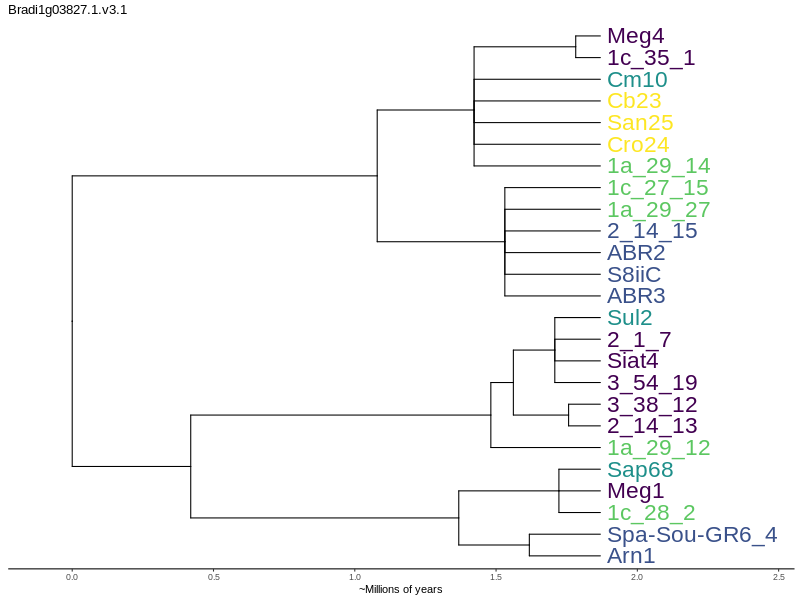 Bradi1g03827.1.v3.1
Meg4
1c_35_1
Cm10
Cb23
San25
Cro24
1a_29_14
1c_27_15
1a_29_27
2_14_15
ABR2
S8iiC
ABR3
Sul2
2_1_7
Siat4
3_54_19
3_38_12
2_14_13
1a_29_12
Sap68
Meg1
1c_28_2
Spa-Sou-GR6_4
Arn1
0.0 0.5 1.0 1.5 2.0 2.5
~Millions of years